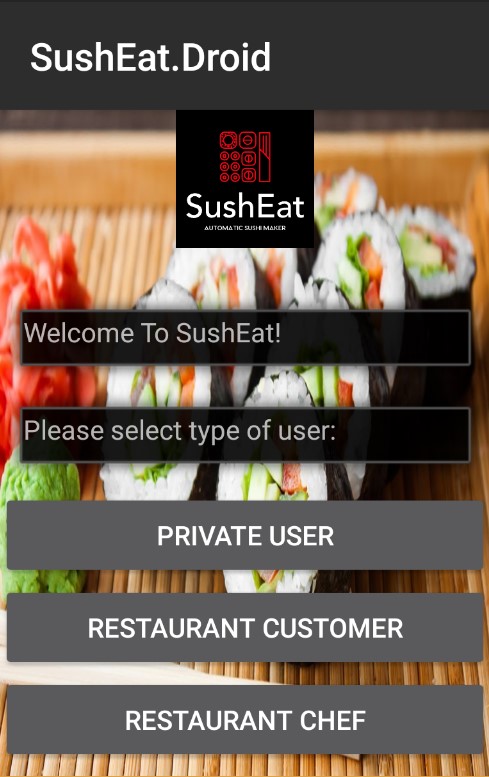 SushEat.Droid
SushEat
AUTOMATIC SUSHI MAKER
Welcome To SushEat!
Please select type of user:
PRIVATE USER
RESTAURANT CUSTOMER
RESTAURANT CHEF